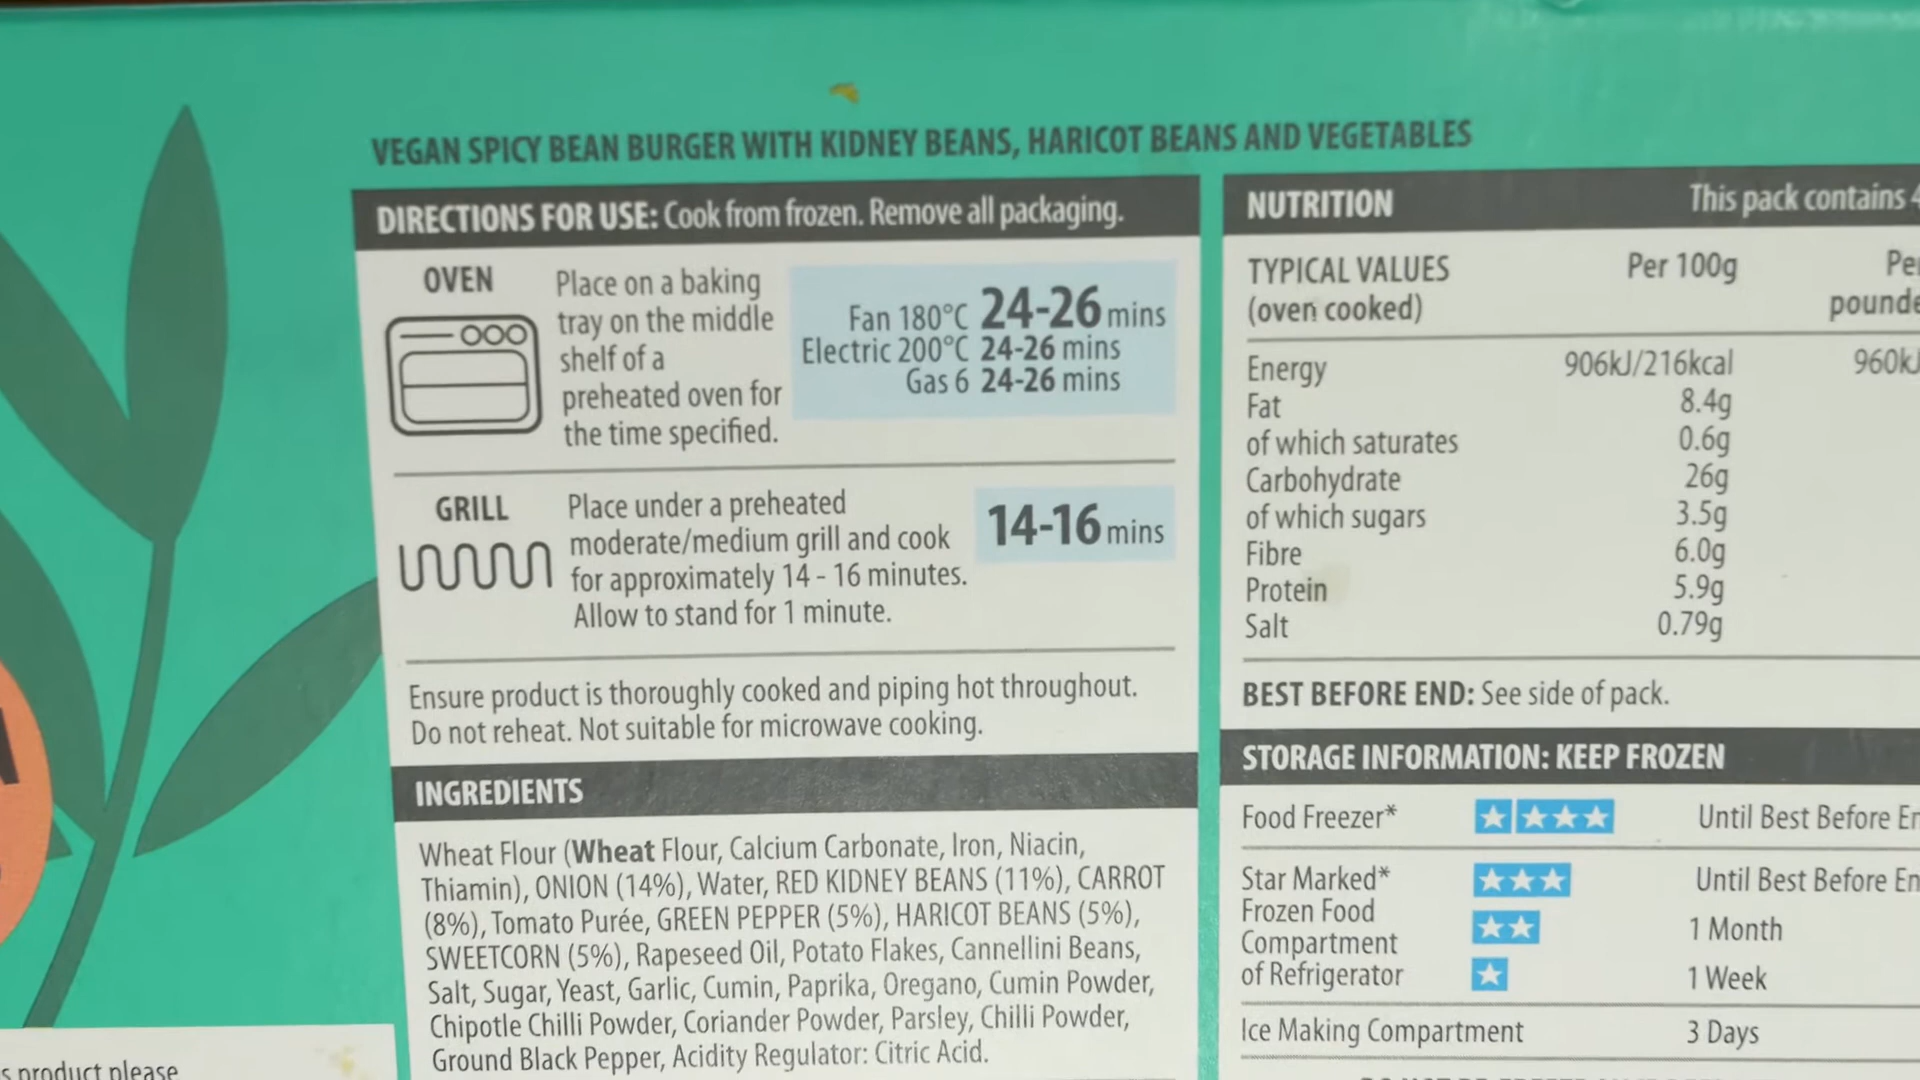 VEGAN SPICY BEAN BURGER WITH KIDNEY BEANS, HARICOT BEANS AND VEGETABLES
DIRECTIONS FOR USE: Cook from frozen. Remove all packaging.
OVEN
Place on a baking
tray on the middle
shelf of a
preheated oven for
the time specified.
Fan 180°C 24-26 mins
Electric 200°C 24-26 mins
Gas 6 24-26 mins
GRILL
Place under a preheated
moderate/medium grill and cook
for approximately 14 - 16 minutes.
Allow to stand for 1 minute.
14-16 mins
Ensure product is thoroughly cooked and piping hot throughout.
Do not reheat. Not suitable for microwave cooking.
INGREDIENTS
Wheat Flour (Wheat Flour, Calcium Carbonate, Iron, Niacin,
Thiamin), ONION (14%), Water, RED KIDNEY BEANS (11%), CARROT
(8%), Tomato Purée, GREEN PEPPER (5%), HARICOT BEANS (5%),
SWEETCORN (5%), Rapeseed Oil, Potato Flakes, Cannellini Beans,
Salt, Sugar, Yeast, Garlic, Cumin, Paprika, Oregano, Cumin Powder,
Chipotle Chilli Powder, Coriander Powder, Parsley, Chilli Powder,
Ground Black Pepper, Acidity Regulator: Citric Acid.
NUTRITION This pack contains
TYPICAL VALUES Per 100g
(oven cooked)
Energy 906kJ/216kcal 960kJ
Fat 8.4g
of which saturates 0.6g
Carbohydrate 26g
of which sugars 3.5g
Fibre 6.0g
Protein 5.9g
Salt 0.79g
BEST BEFORE END: See side of pack.
STORAGE INFORMATION: KEEP FROZEN
Food Freezer* Until Best Before
Star Marked* Until Best Before
Frozen Food
Compartment 1 Month
of Refrigerator 1 Week
Ice Making Compartment 3 Days
product please